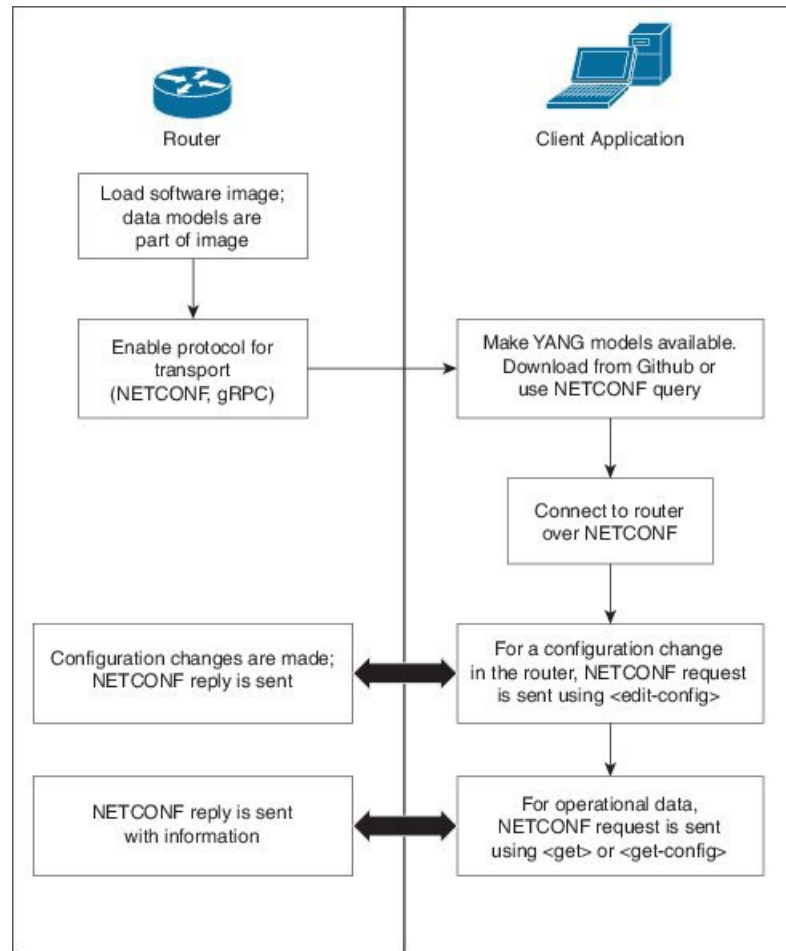 Router
Client Application
Load software image;
data models are
part of image
Enable protocol for
transport
(NETCONF, gRPC)
Make YANG models available.
Download from Github or
use NETCONF query
Connect to router
over NETCONF
Configuration changes are made;
NETCONF reply is sent
For a configuration change
in the router, NETCONF request
is sent using <edit-config>
NETCONF reply is sent
with information
For operational data,
NETCONF request is sent
using <get> or <get-config>